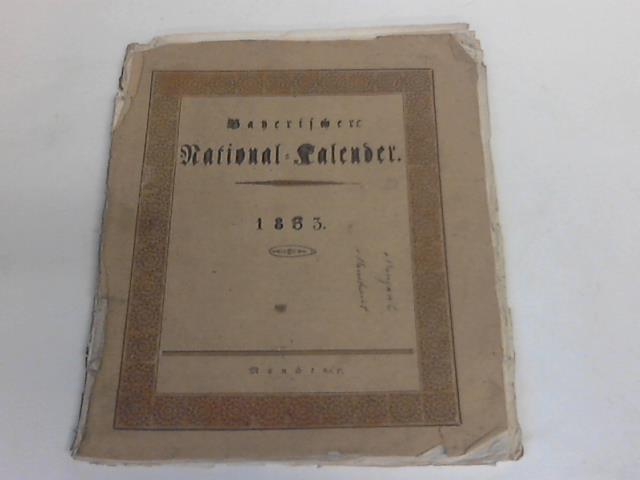 Bayerischer
National-Kalender.
1833.
München.